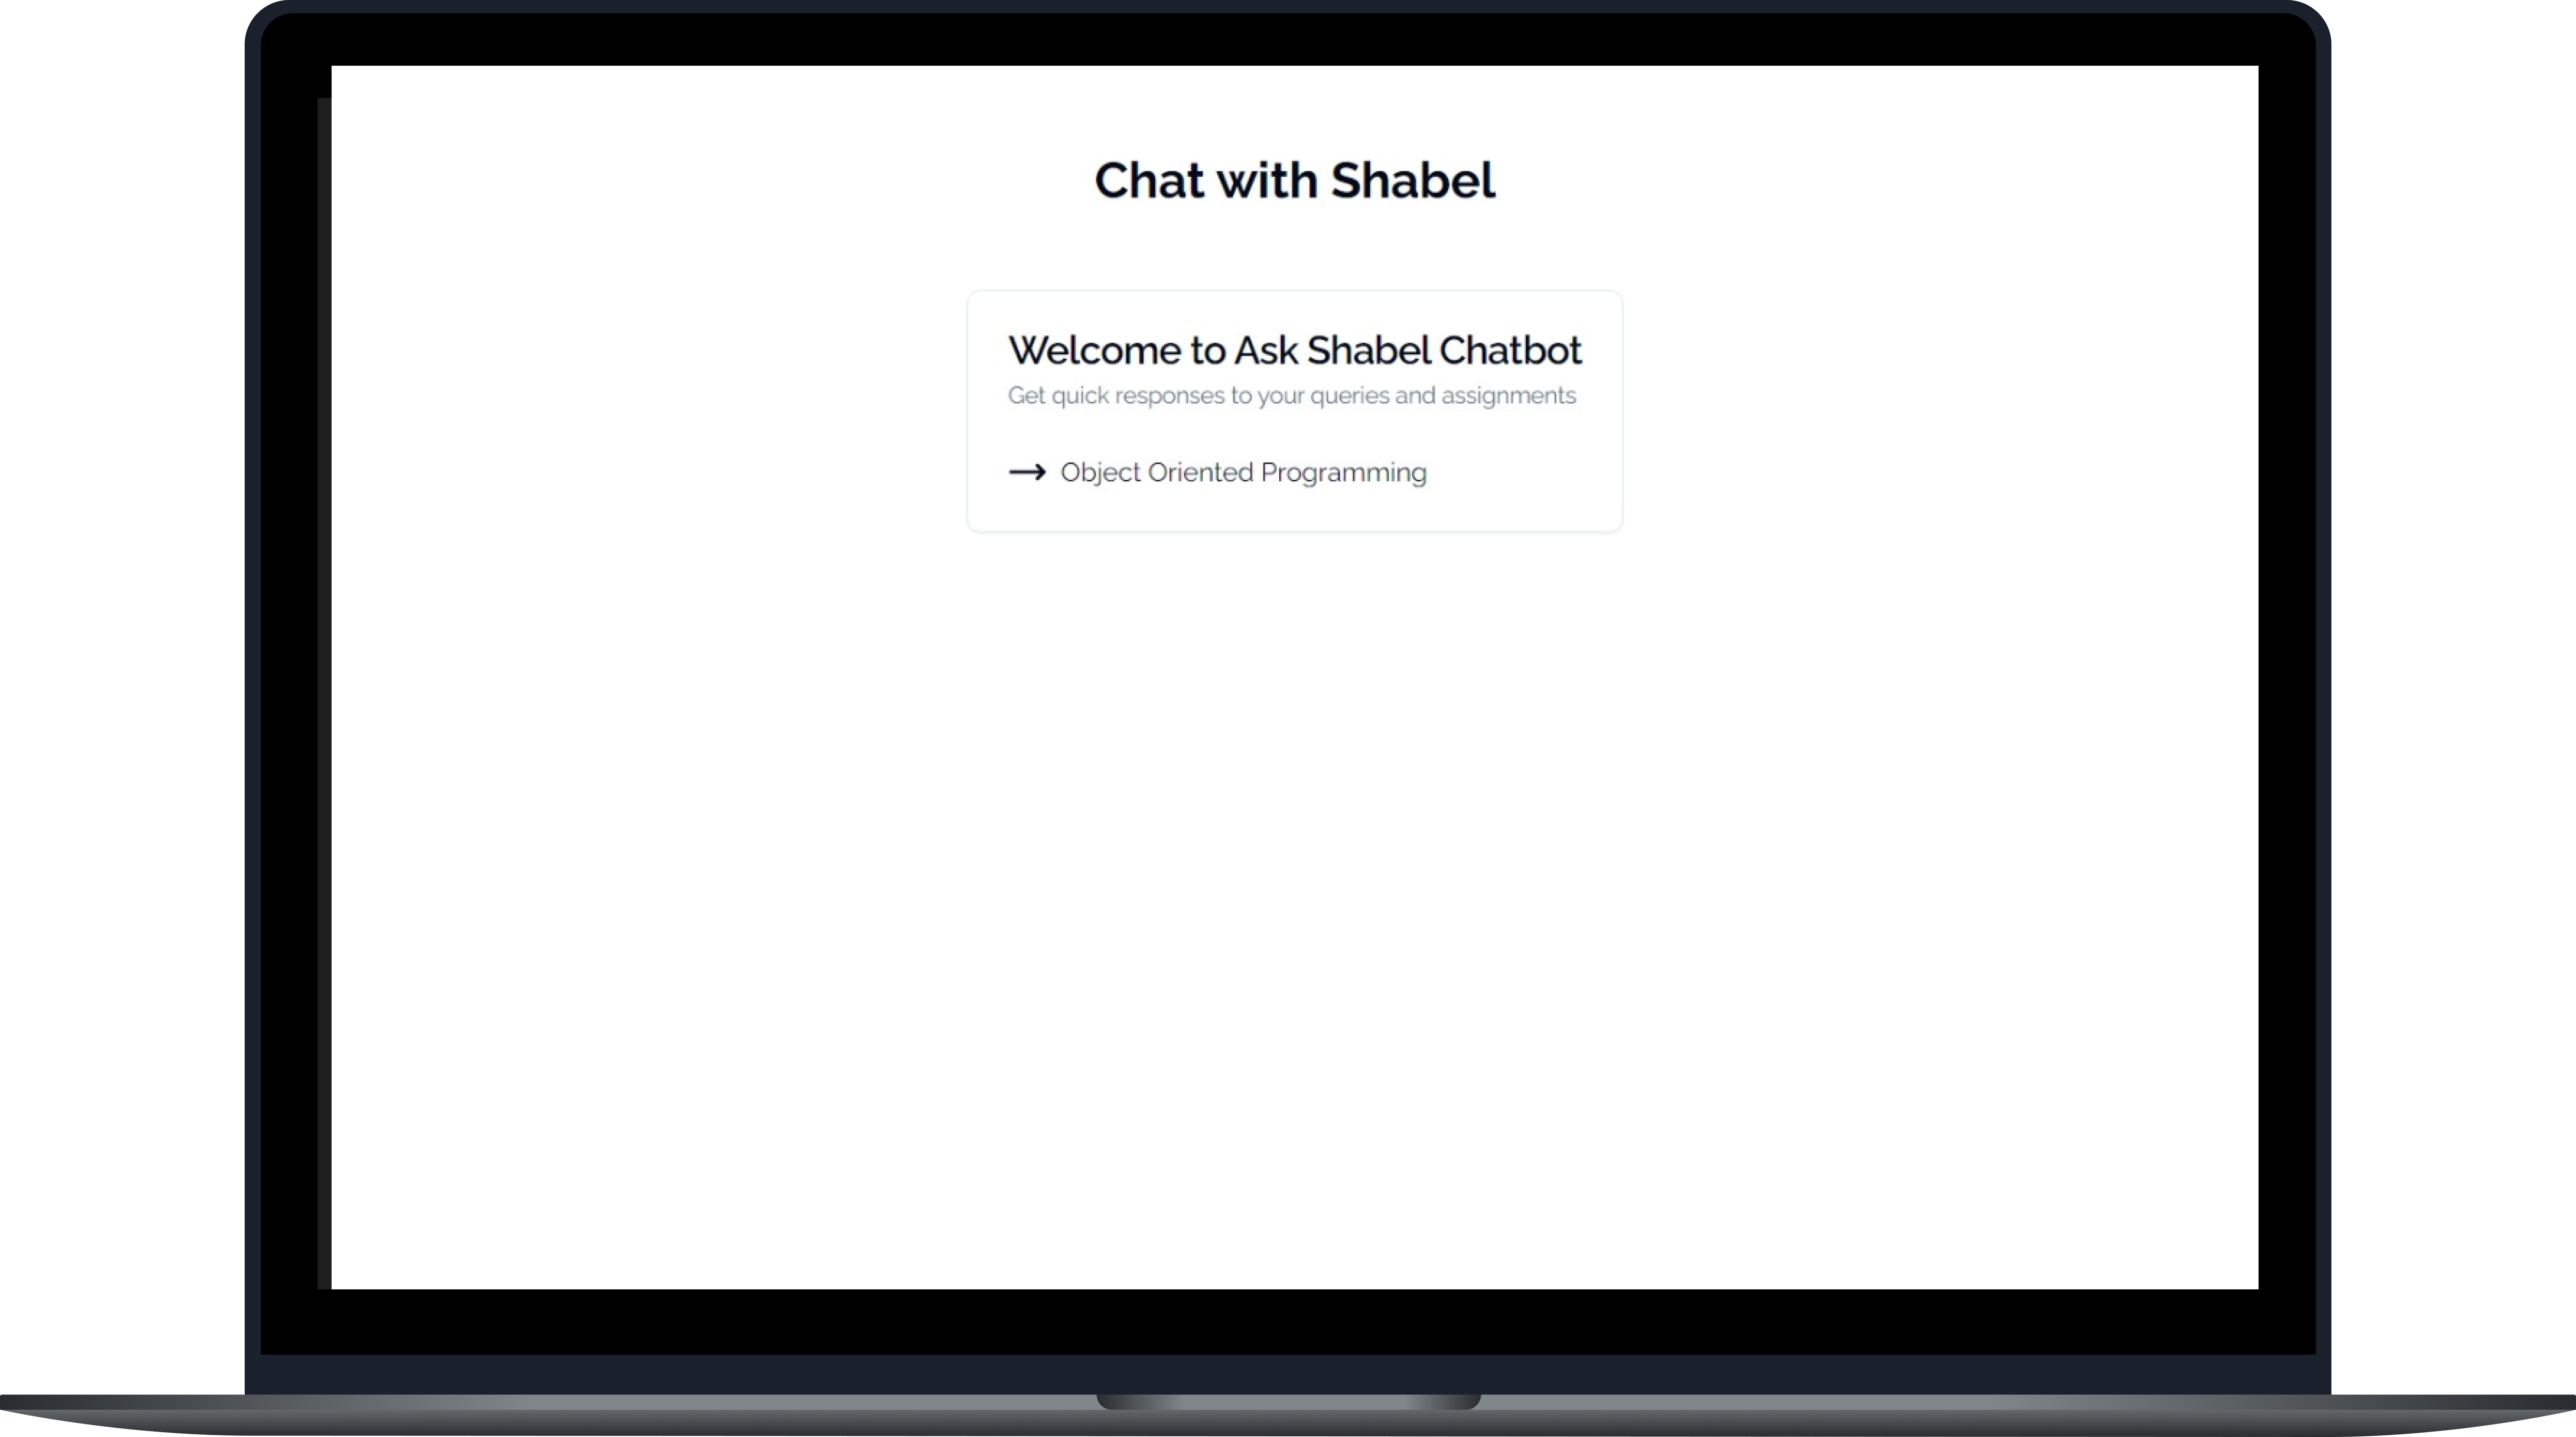 Chat with Shabel
Welcome to Ask Shabel Chatbot
Get quick responses to your queries and assignments
→ Object Oriented Programming